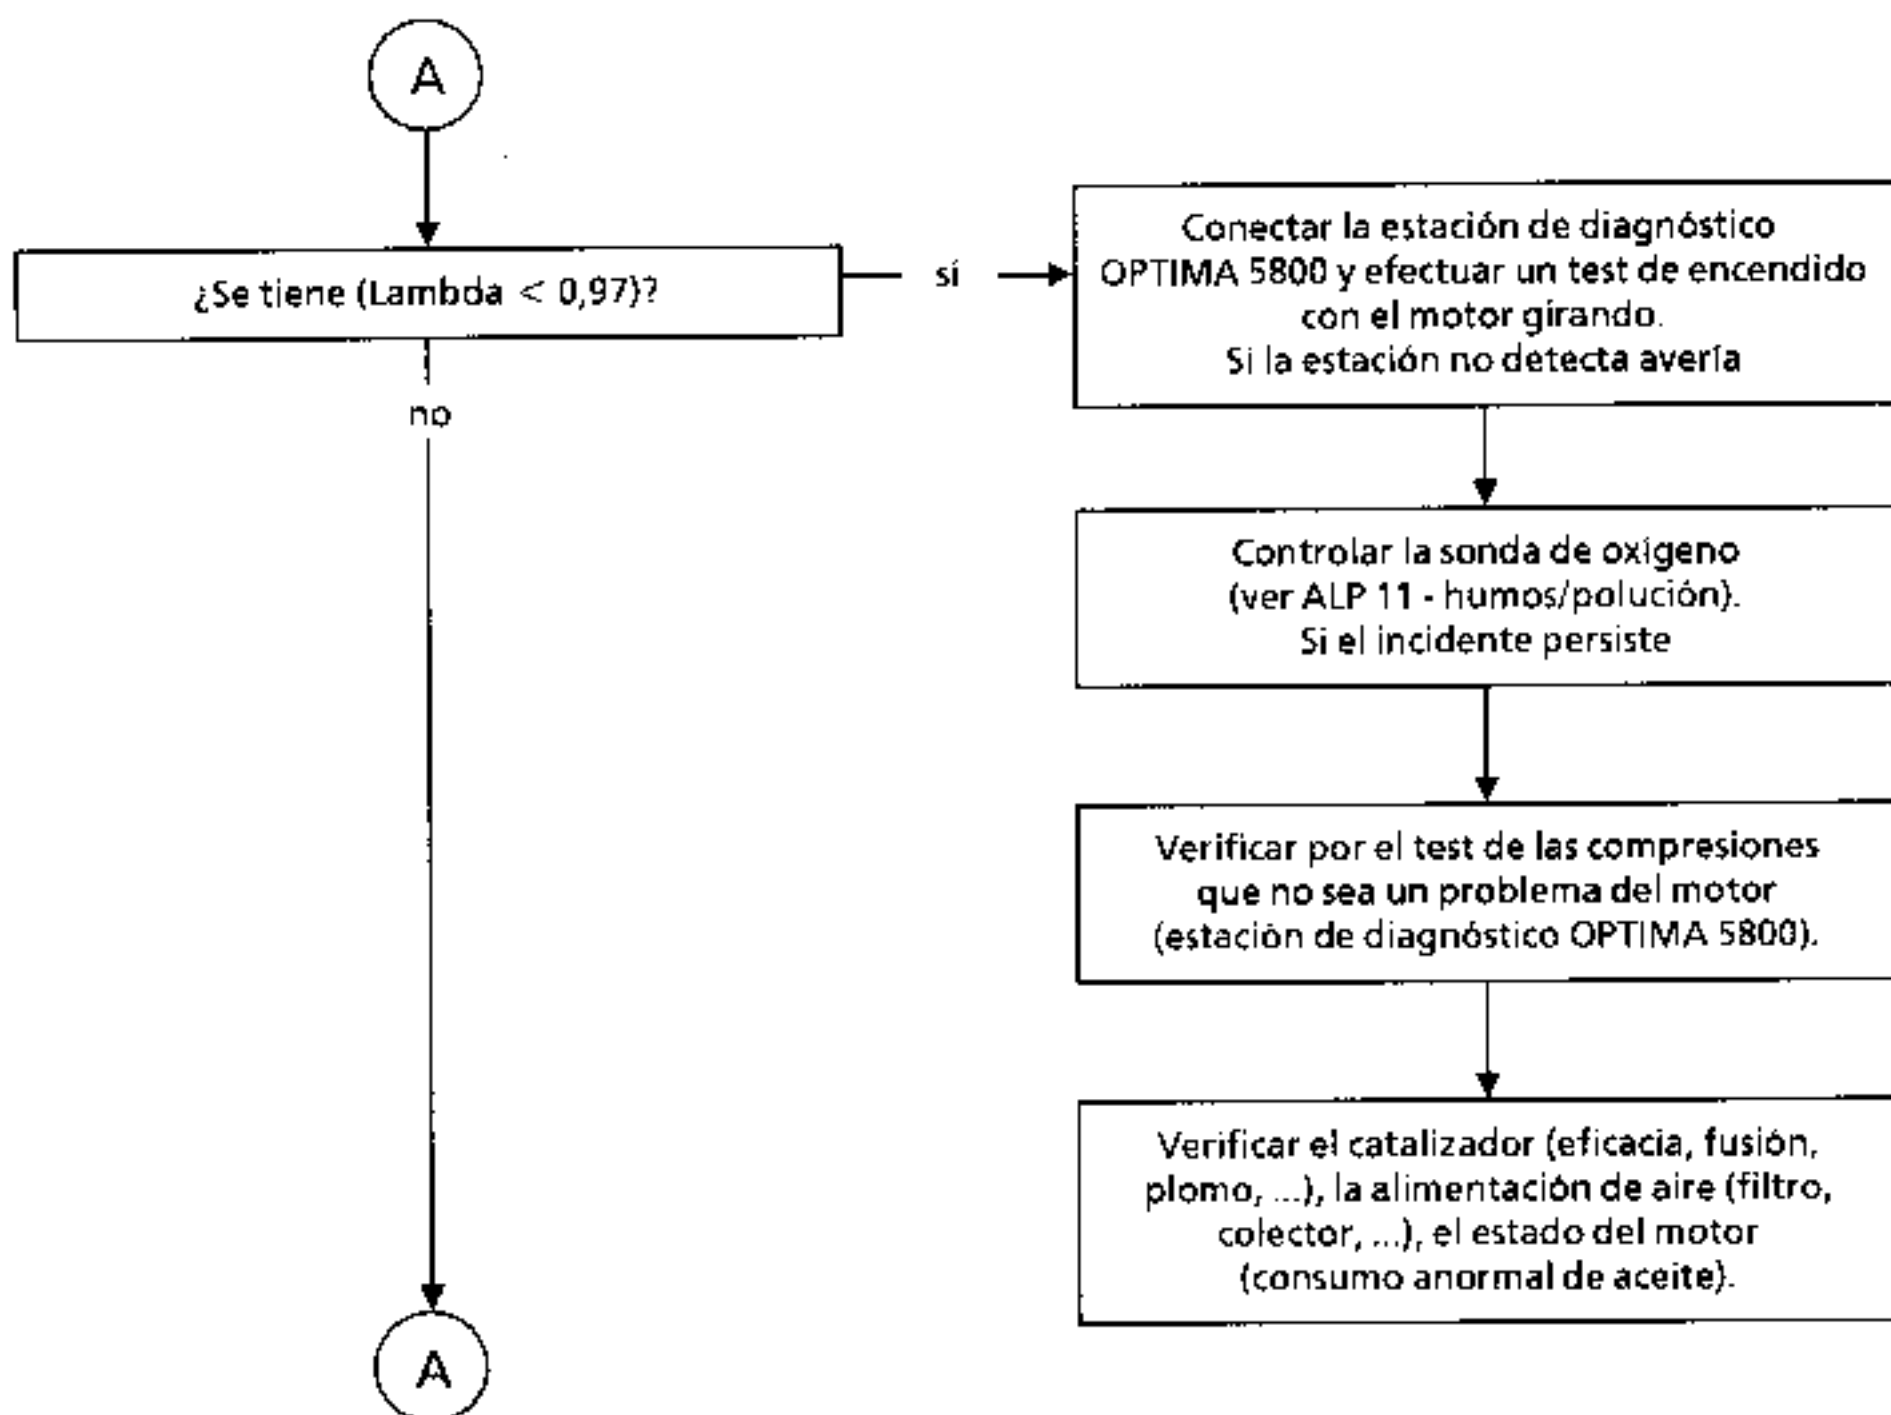 A
¿Se tiene (Lambda < 0,97)?
sí
no
Conectar la estación de diagnóstico
OPTIMA 5800 y efectuar un test de encendido
con el motor girando.
Si la estación no detecta avería
Controlar la sonda de oxígeno
(ver ALP 11 - humos/polución).
Si el incidente persiste
Verificar por el test de las compresiones
que no sea un problema del motor
(estación de diagnóstico OPTIMA 5800).
Verificar el catalizador (eficacia, fusión,
plomo, ...), la alimentación de aire (filtro,
colector, ...), el estado del motor
(consumo anormal de aceite).
A